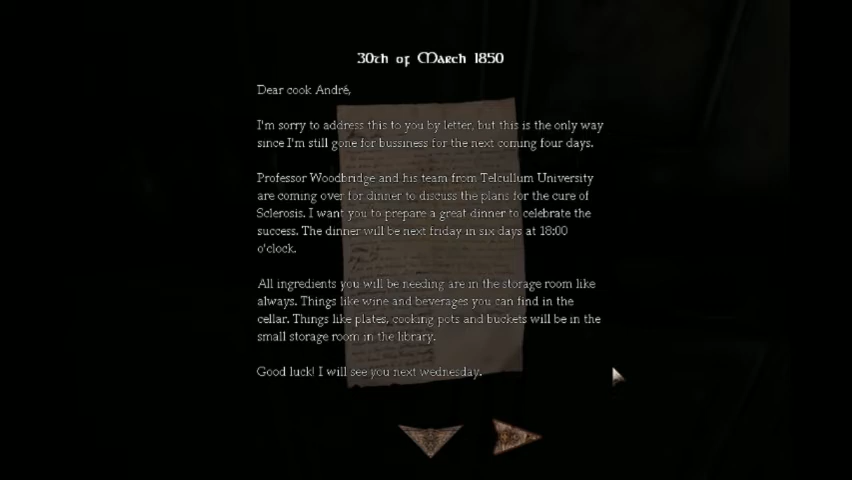 30th of March 1850
Dear cook André,
I'm sorry to address this to you by letter, but this is the only way
since I'm still gone for bussiness for the next coming four days.
Professor Woodbridge and his team from Telcullum University
are coming over for dinner to discuss the plans for the cure of
Sclerosis. I want you to prepare a great dinner to celebrate the
success. The dinner will be next friday in six days at 18:00
o'clock.
All ingredients you will be needing are in the storage room like
always. Things like wine and beverages you can find in the
cellar. Things like plates, cooking pots and buckets will be in the
small storage room in the library.
Good luck! I will see you next wednesday.